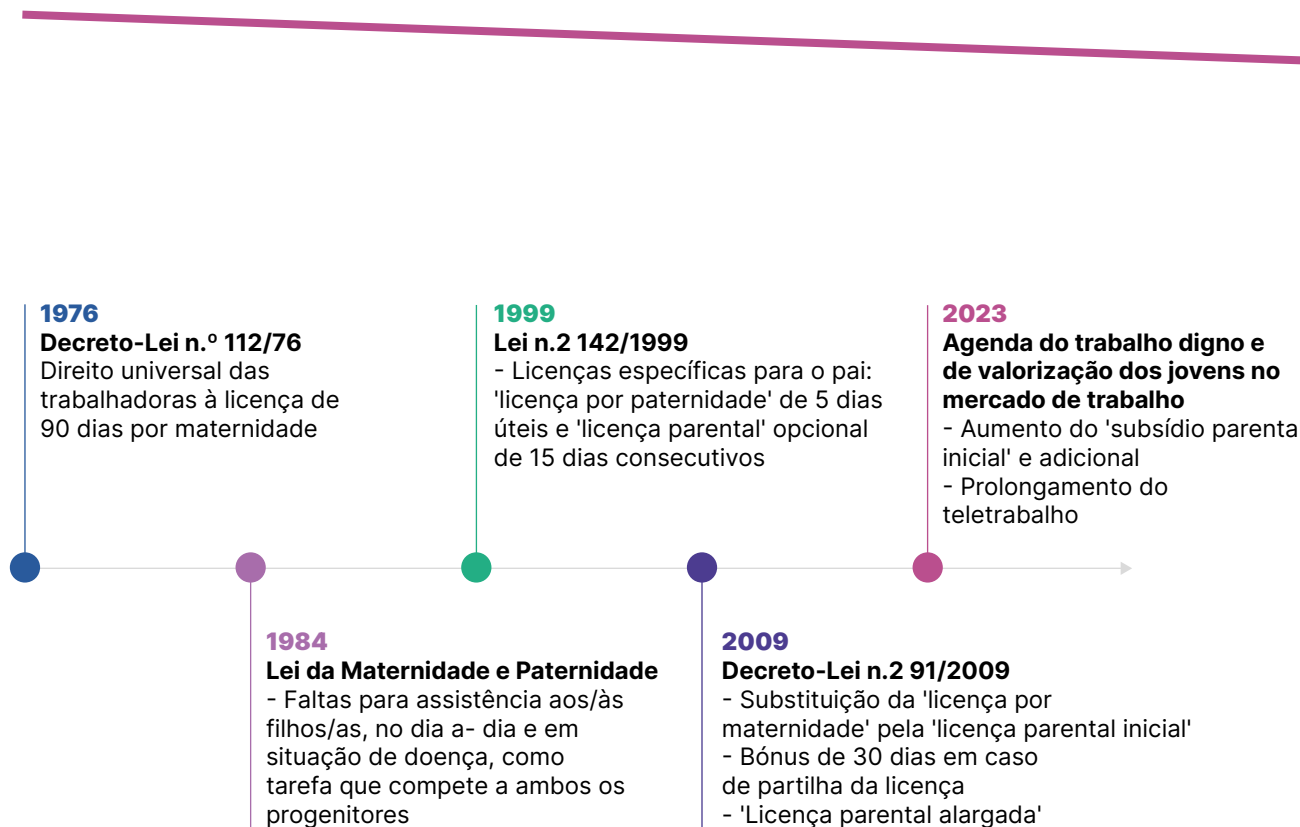 1976
Decreto-Lei n.º 112/76
Direito universal das
trabalhadoras à licença de
90 dias por maternidade
1999
Lei n.2 142/1999
- Licenças específicas para o pai:
'licença por paternidade' de 5 dias
úteis e 'licença parental' opcional
de 15 dias consecutivos
2023
Agenda do trabalho digno e
de valorização dos jovens no
mercado de trabalho
- Aumento do 'subsídio parenta
inicial' e adicional
- Prolongamento do
teletrabalho
1984
Lei da Maternidade e Paternidade
- Faltas para assistência aos/às
filhos/as, no dia a- dia e em
situação de doença, como
tarefa que compete a ambos os
progenitores
2009
Decreto-Lei n.2 91/2009
- Substituição da 'licença por
maternidade' pela 'licença parental inicial'
- Bónus de 30 dias em caso
de partilha da licença
- 'Licença parental alargada'